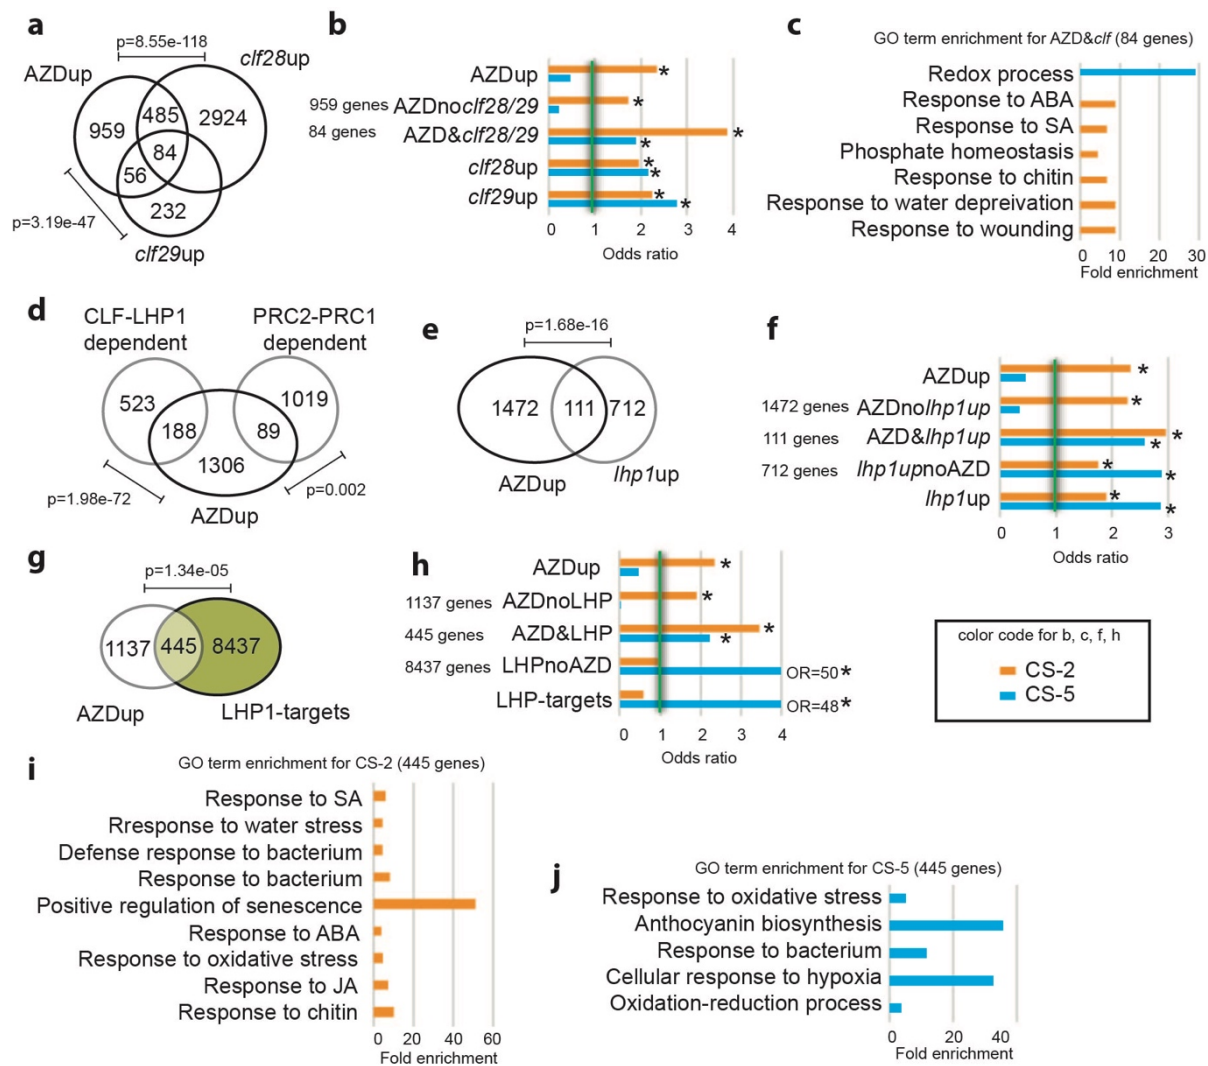 a
p=8.55e-118
clf28up
AZDup
959
485
2924
84
56
232
p=3.19e-47
clf29up
b
AZDup
*
959 genes AZDnoclf28/29
*
84 genes AZD&clf28/29
*
*
clf28up
*
*
clf29up
*
*
0 1 2 3 4
Odds ratio
c
GO term enrichment for AZD&clf (84 genes)
Redox process
Response to ABA
Response to SA
Phosphate homeostasis
Response to chitin
Response to water depreivation
Response to wounding
0 10 20 30
Fold enrichment
d
CLF-LHP1
dependent
PRC2-PRC1
dependent
523
1019
188
89
1306
p=1.98e-72
p=0.002
AZDup
e
p=1.68e-16
1472
111
712
AZDup
lhp1up
f
AZDup
*
1472 genes AZDnolhp1up
*
111 genes AZD&lhp1up
*
*
712 genes lhp1upnoAZD
*
*
lhp1up
*
*
0 1 2 3
Odds ratio
g
p=1.34e-05
1137
445
8437
AZDup
LHP1-targets
h
AZDup
*
1137 genes AZDnoLHP
*
445 genes AZD&LHP
*
*
8437 genes LHPnoAZD
OR=50*
LHP-targets
OR=48*
0 1 2 3 4
Odds ratio
color code for b, c, f, h
CS-2
CS-5
i
GO term enrichment for CS-2 (445 genes)
Response to SA
Rresponse to water stress
Defense response to bacterium
Response to bacterium
Positive regulation of senescence
Response to ABA
Response to oxidative stress
Response to JA
Response to chitin
0 20 40 60
Fold enrichment
j
GO term enrichment for CS-5 (445 genes)
Response to oxidative stress
Anthocyanin biosynthesis
Response to bacterium
Cellular response to hypoxia
Oxidation-reduction process
0 20 40
Fold enrichment